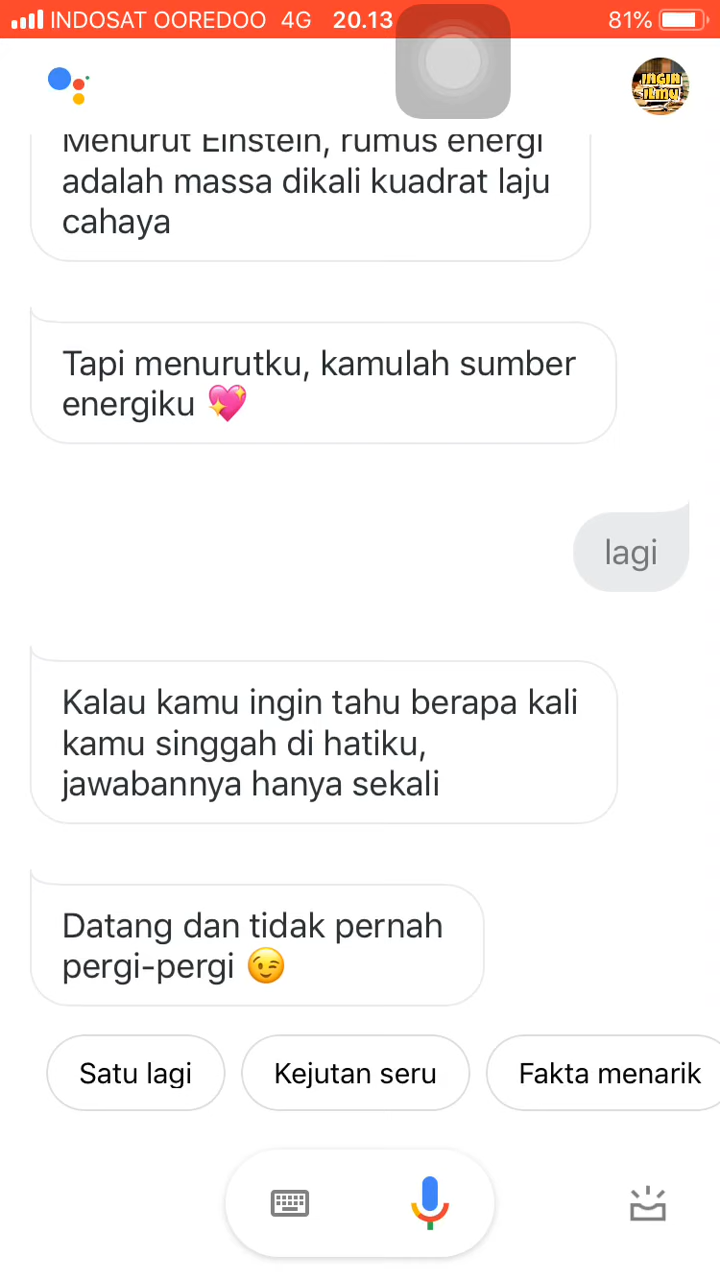 INDOSAT OOREDOO 4G 20.13 81%
INGIN
ILMU
Menurut Einstein, rumus energi
adalah massa dikali kuadrat laju
cahaya
Tapi menurutku, kamulah sumber
energiku 💖
lagi
Kalau kamu ingin tahu berapa kali
kamu singgah di hatiku,
jawabannya hanya sekali
Datang dan tidak pernah
pergi-pergi 😉
Satu lagi Kejutan seru Fakta menarik